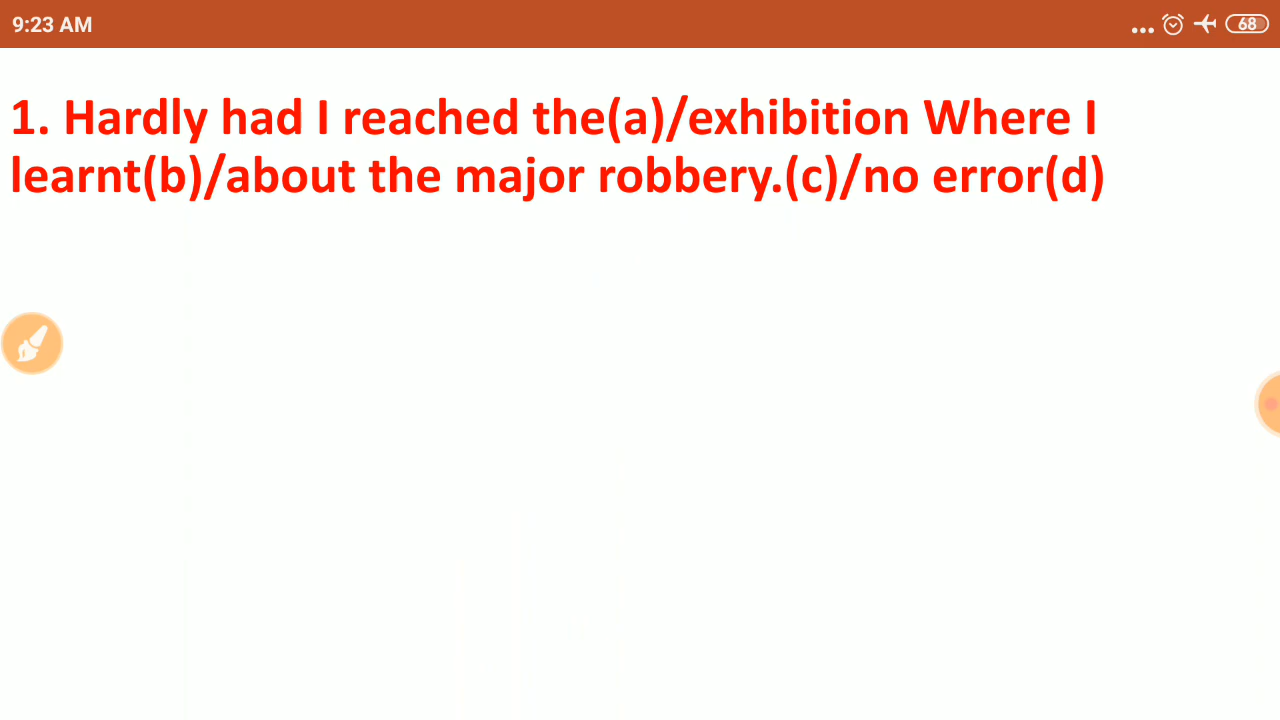 9:23 AM
... 68
1. Hardly had I reached the(a)/exhibition Where I
learnt(b)/about the major robbery.(c)/no error(d)